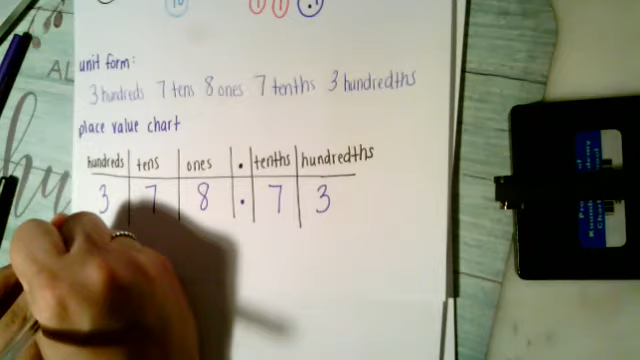 unit form:
3 hundreds 7 tens 8 ones 7 tenths 3 hundredths
place value chart
hundreds tens ones . tenths hundredths
3 7 8 . 7 3